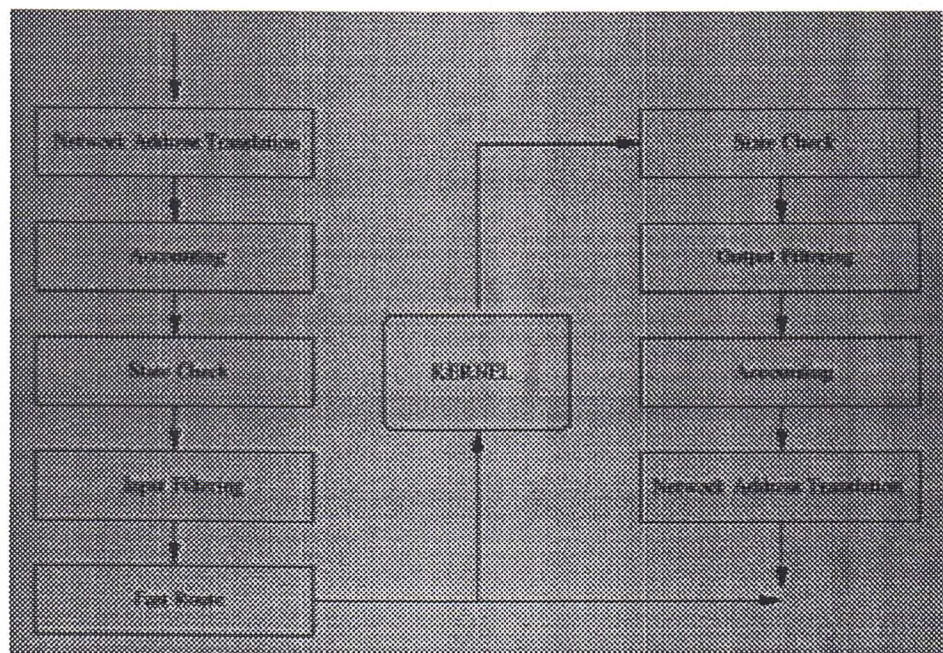 Network Address Translation
Accounting
State Check
Input Filtering
Fast Route
KERNEL
State Check
Output Filtering
Accounting
Network Address Translation